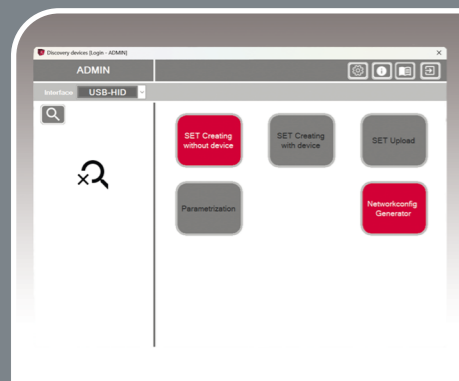 Discovery devices [Login - ADMIN]
ADMIN
Interface USB-HID
SET Creating
without device
SET Creating
with device
SET Upload
Parametrization
Networkconfig
Generator